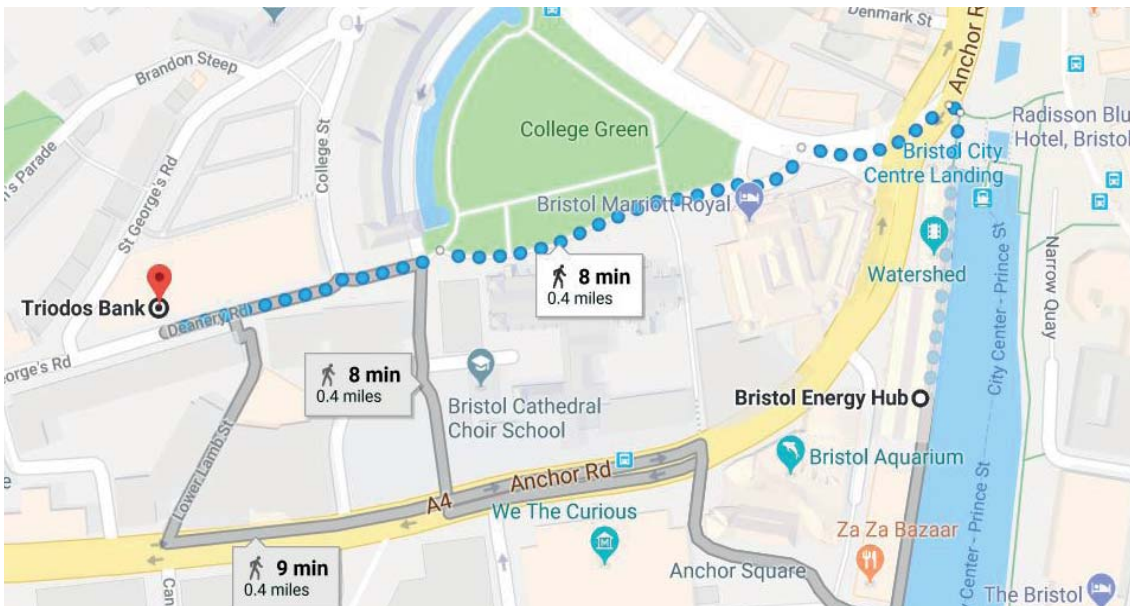 Denmark St
Brandon Steep
Anchor R
College St
College Green
Radisson Blu
Hotel, Bristol
Bristol City
Centre Landing
's Parade
St George's Rd
Bristol Marriott Royal
Watershed
Narrow Quay
City Center - Prince St
8 min
0.4 miles
Triodos Bank
Deanery Rd
orge's Rd
8 min
0.4 miles
Bristol Cathedral
Choir School
Bristol Energy Hub
Bristol Aquarium
Lower Lamb St
A4
Anchor Rd
We The Curious
Za Za Bazaar
Center - Prince St
e
9 min
0.4 miles
Can
Anchor Square
The Bristol